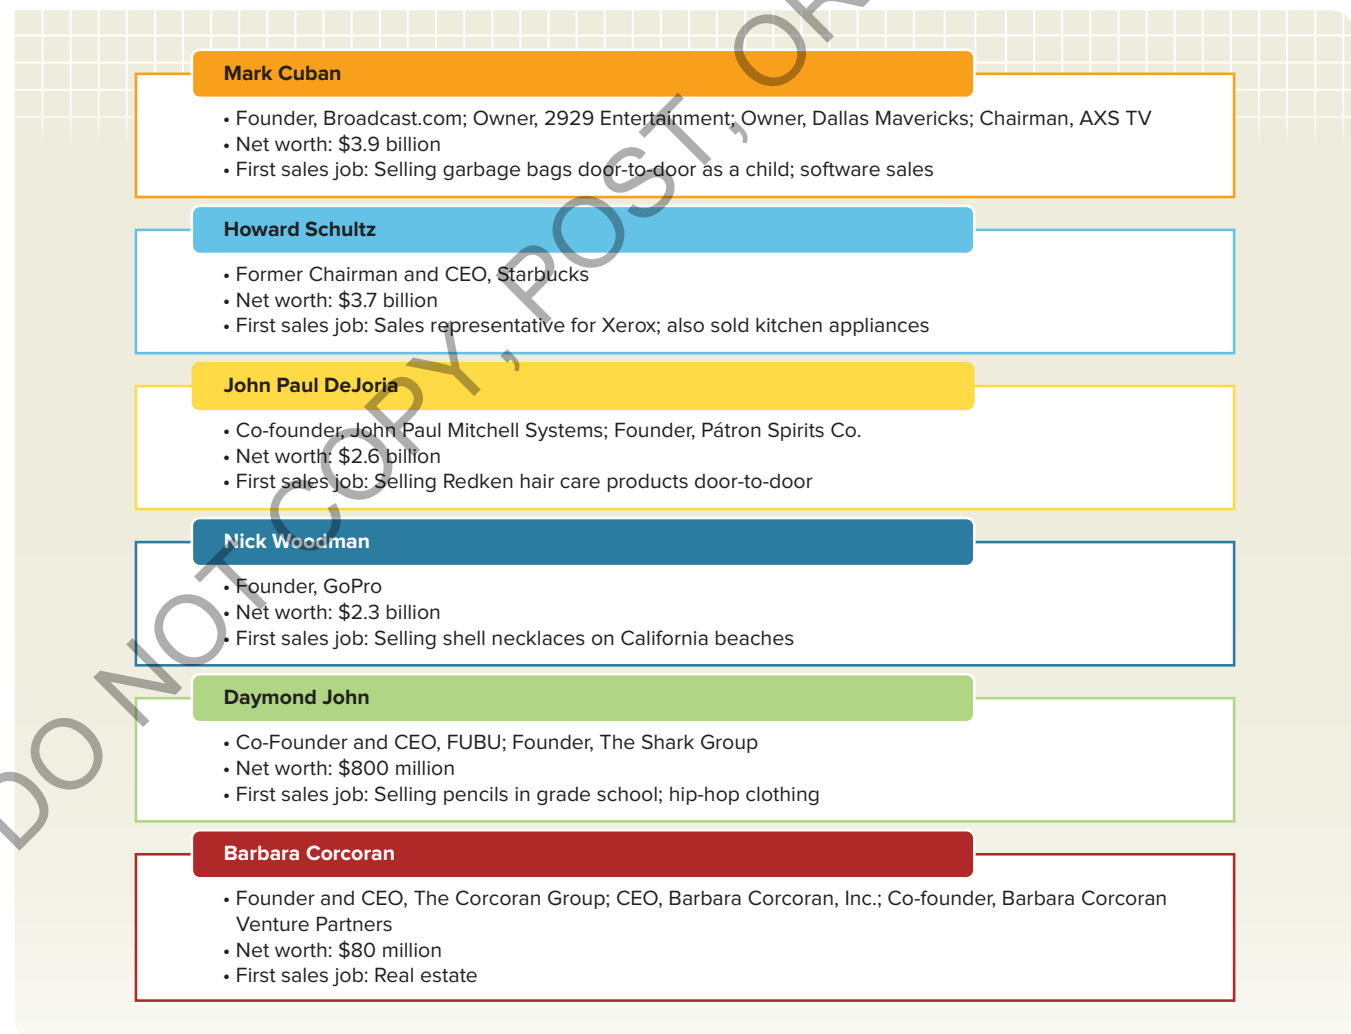 Mark Cuban
• Founder, Broadcast.com; Owner, 2929 Entertainment; Owner, Dallas Mavericks; Chairman, AXS TV
• Net worth: $3.9 billion
• First sales job: Selling garbage bags door-to-door as a child; software sales
Howard Schultz
• Former Chairman and CEO, Starbucks
• Net worth: $3.7 billion
• First sales job: Sales representative for Xerox; also sold kitchen appliances
John Paul DeJoria
• Co-founder, John Paul Mitchell Systems; Founder, Pátron Spirits Co.
• Net worth: $2.6 billion
• First sales job: Selling Redken hair care products door-to-door
Nick Woodman
• Founder, GoPro
• Net worth: $2.3 billion
• First sales job: Selling shell necklaces on California beaches
Daymond John
• Co-Founder and CEO, FUBU; Founder, The Shark Group
• Net worth: $800 million
• First sales job: Selling pencils in grade school; hip-hop clothing
Barbara Corcoran
• Founder and CEO, The Corcoran Group; CEO, Barbara Corcoran, Inc.; Co-founder, Barbara Corcoran
Venture Partners
• Net worth: $80 million
• First sales job: Real estate
DO NOT COPY, POST, OR